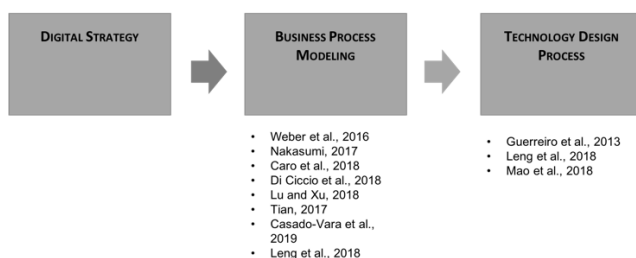 DIGITAL STRATEGY
BUSINESS PROCESS
MODELING
TECHNOLOGY DESIGN
PROCESS
• Weber et al., 2016
• Nakasumi, 2017
• Caro et al., 2018
• Di Ciccio et al., 2018
• Lu and Xu, 2018
• Tian, 2017
• Casado-Vara et al.,
2019
• Leng et al., 2018
• Guerreiro et al., 2013
• Leng et al., 2018
• Mao et al., 2018